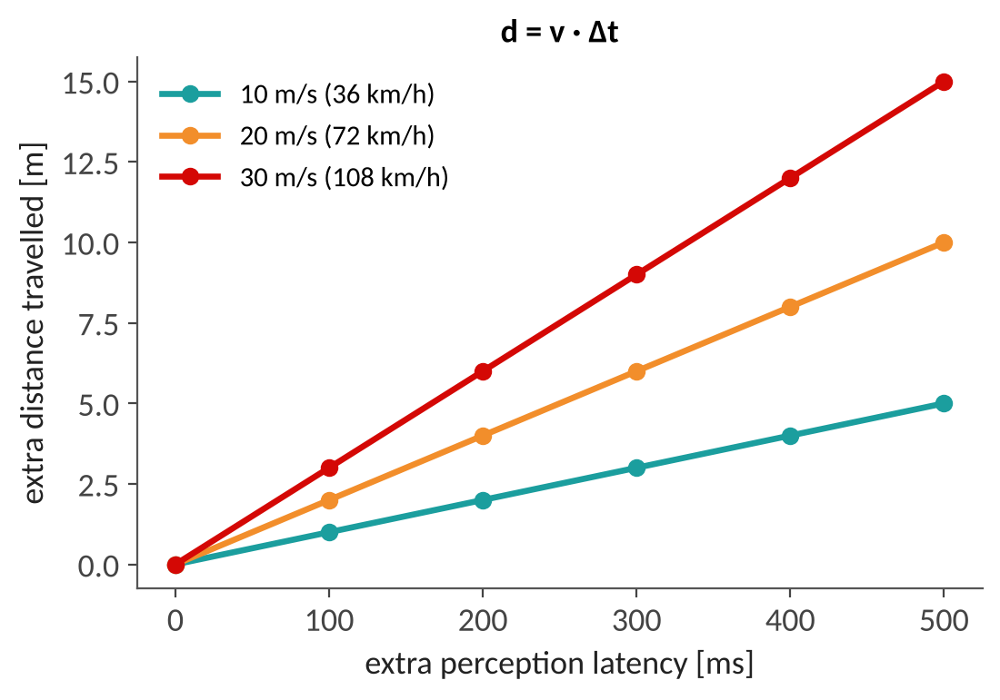 d = v · Δt
15.0
12.5
10.0
7.5
5.0
2.5
0.0
extra distance travelled [m]
10 m/s (36 km/h)
20 m/s (72 km/h)
30 m/s (108 km/h)
0 100 200 300 400 500
extra perception latency [ms]